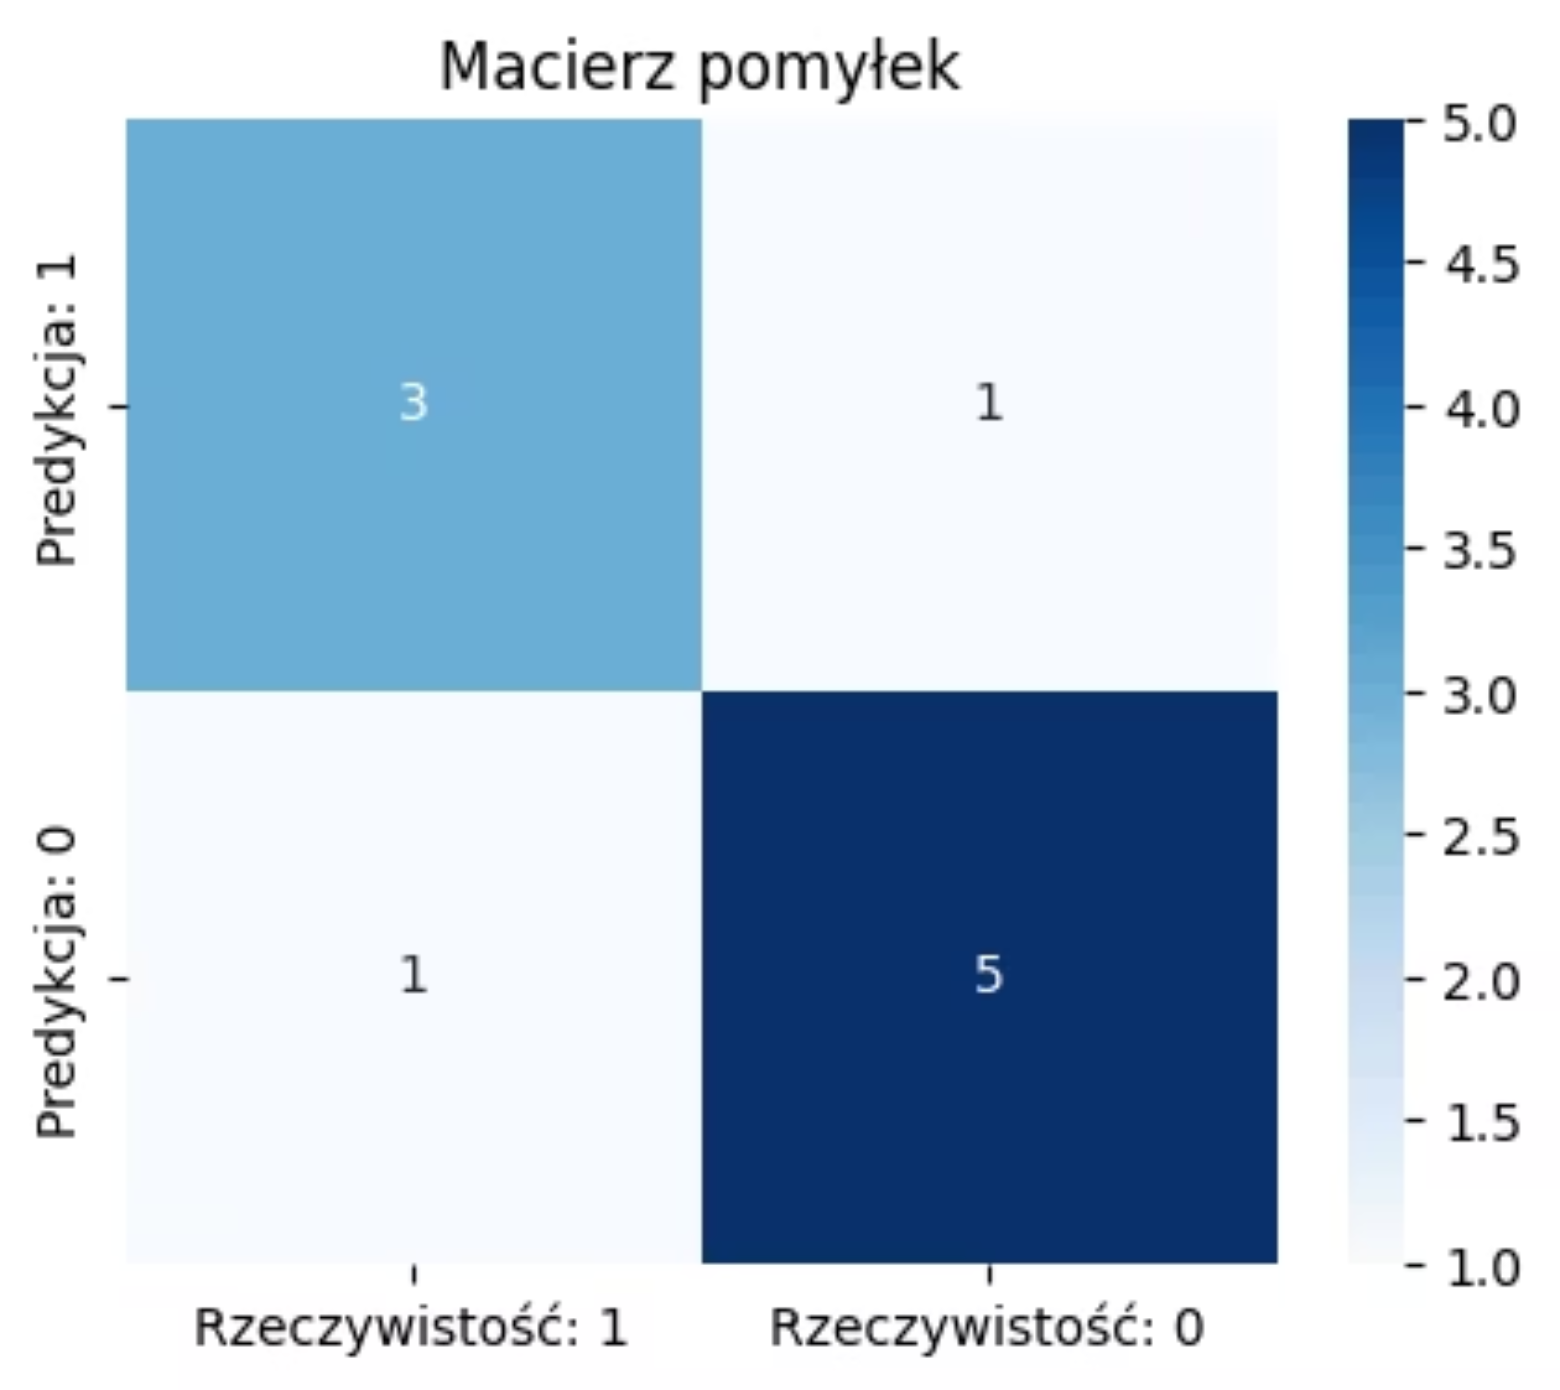 Macierz pomyłek
Predykcja: 1
3
1
Predykcja: 0
1
5
Rzeczywistość: 1
Rzeczywistość: 0
5.0
4.5
4.0
3.5
3.0
2.5
2.0
1.5
1.0